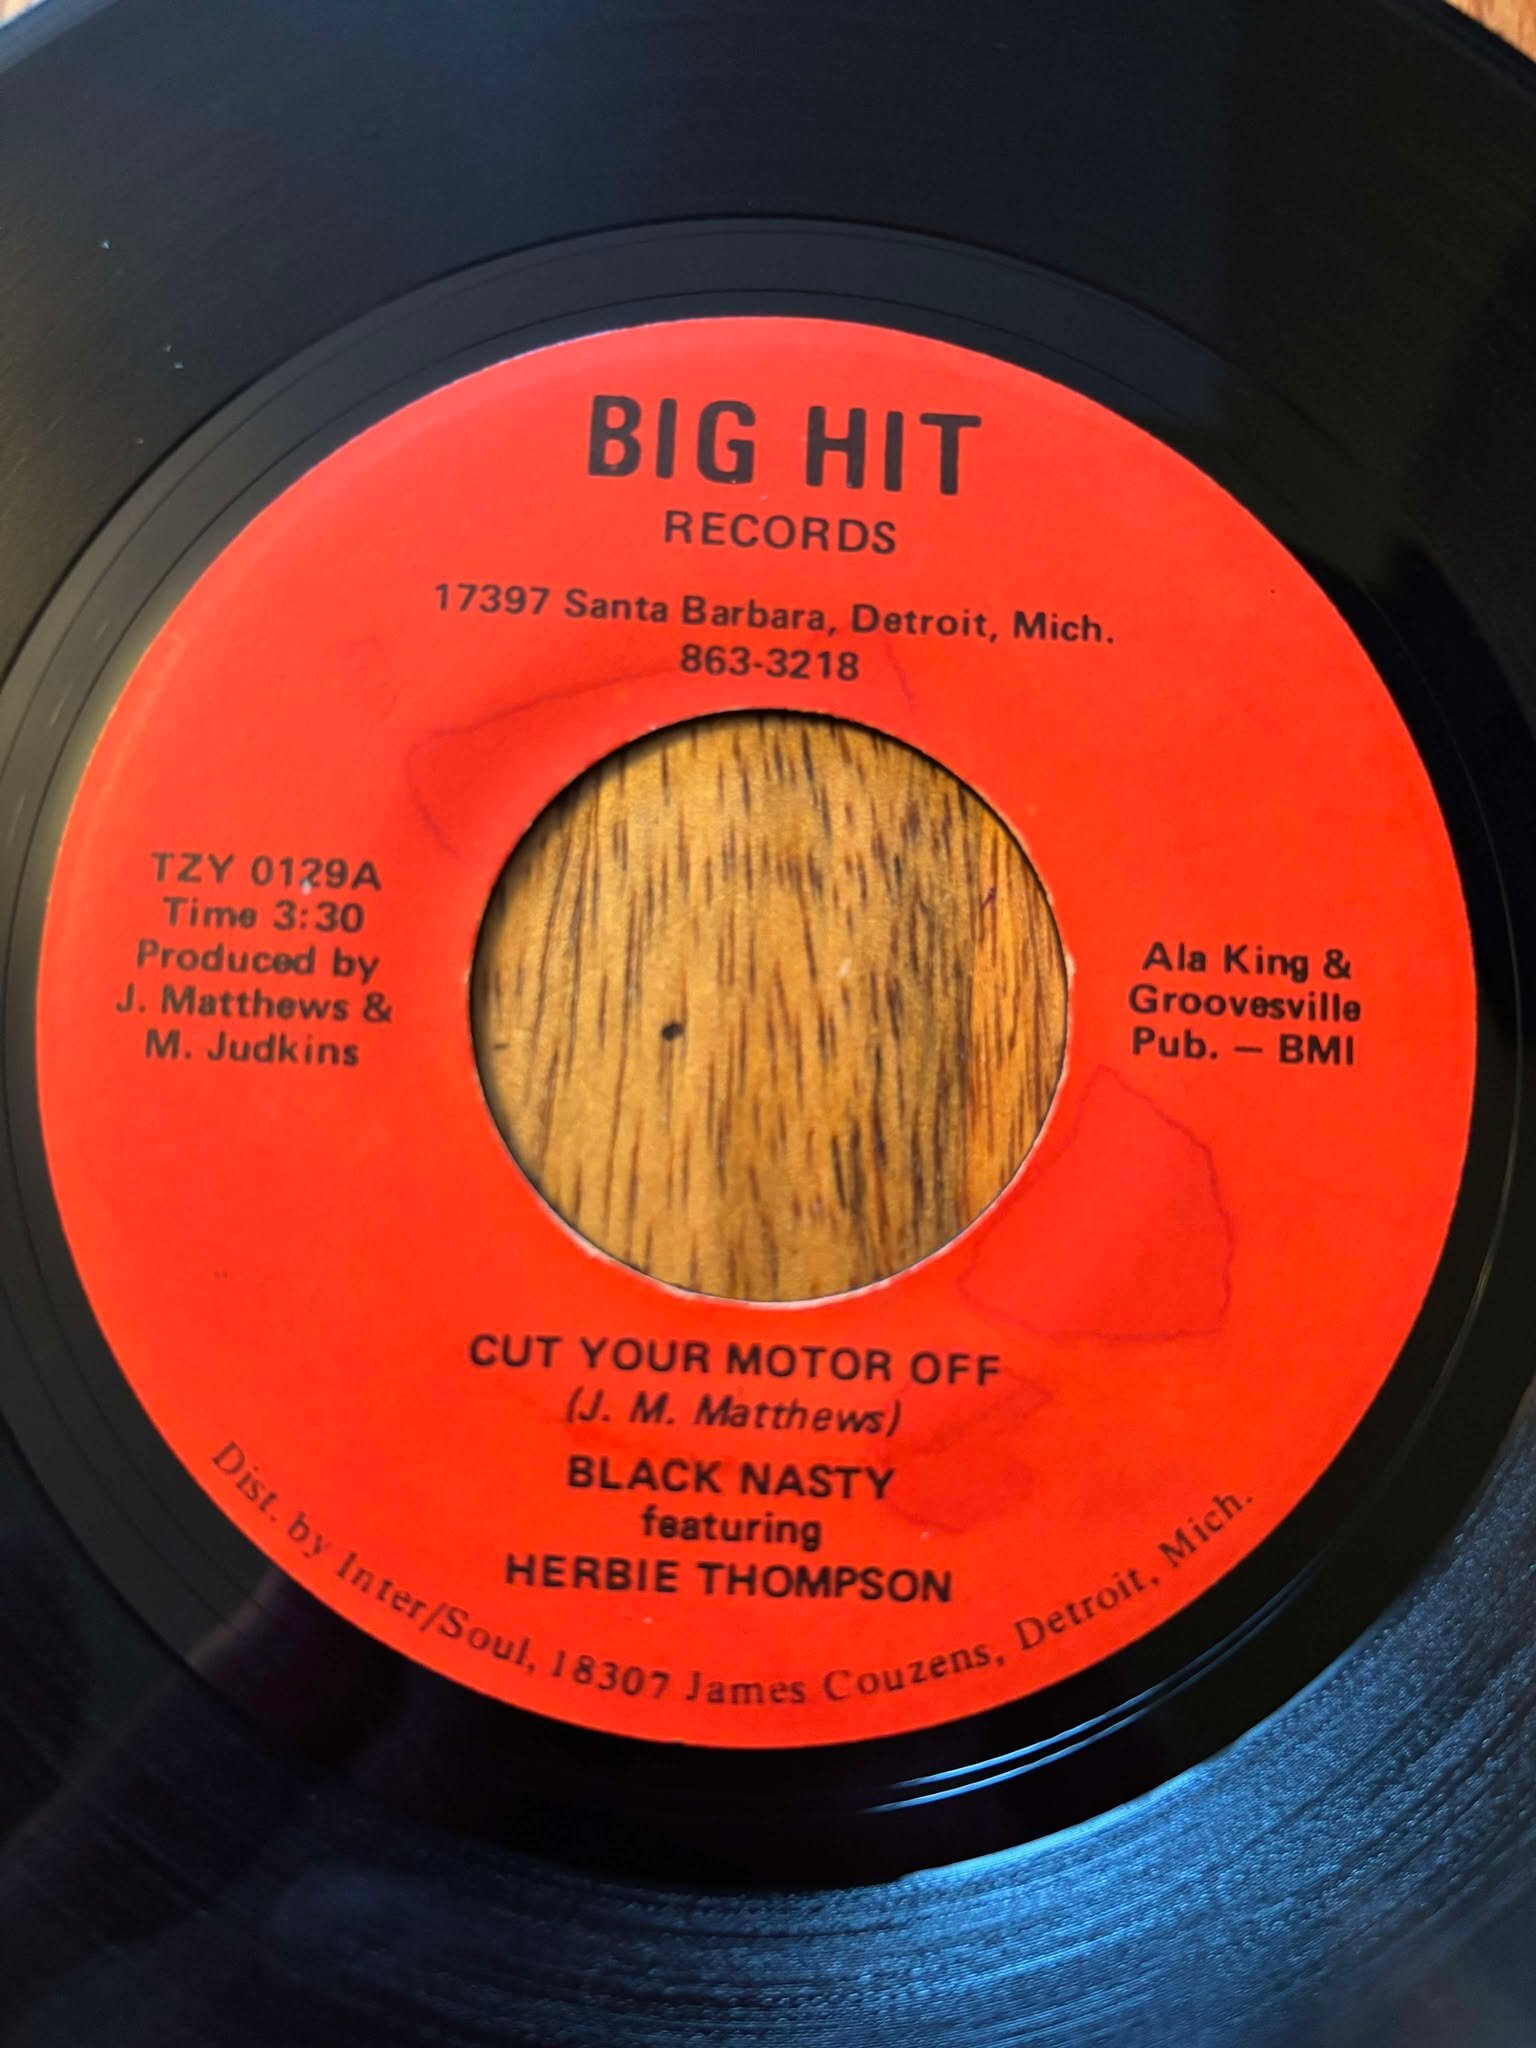 BIG HIT
RECORDS
17397 Santa Barbara, Detroit, Mich.
863-3218
TZY 0129A
Time 3:30
Produced by
J. Matthews &
M. Judkins
Ala King &
Groovesville
Pub. — BMI
CUT YOUR MOTOR OFF
(J. M. Matthews)
BLACK NASTY
featuring
HERBIE THOMPSON
Dist. by Inter/Soul, 18307 James Couzens, Detroit, Mich.